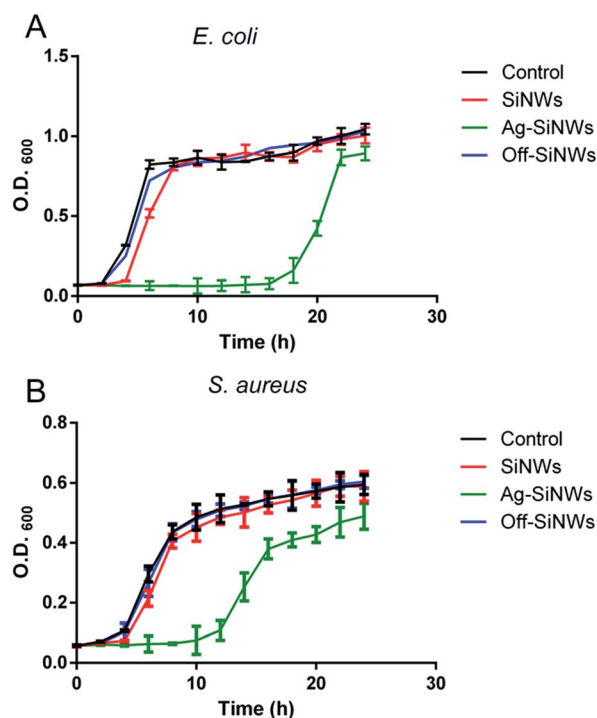 A
E. coli
1.5
1.0
0.5
0.0
O.D. 600
0 10 20 30
Time (h)
Control
SiNWs
Ag-SiNWs
Off-SiNWs
B
S. aureus
0.8
0.6
0.4
0.2
0.0
O.D. 600
0 10 20 30
Time (h)
Control
SiNWs
Ag-SiNWs
Off-SiNWs